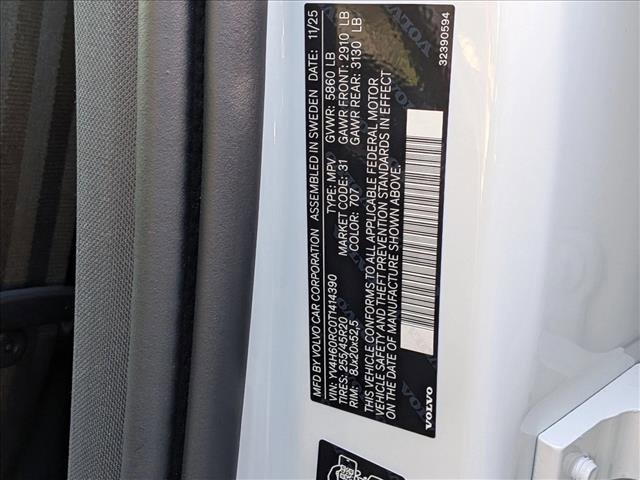 MFD BY VOLVO CAR CORPORATION ASSEMBLED IN SWEDEN DATE: 11/25
VIN: YV4H60RC0T1414390 TYPE: MPV GVWR: 5860 LB
TIRES: 255/45R20 MARKET CODE: 31 GAWR FRONT: 2910 LB
RIM: 8Jx20x52,5 COLOR: 707 GAWR REAR: 3130 LB
THIS VEHICLE CONFORMS TO ALL APPLICABLE FEDERAL MOTOR
VEHICLE SAFETY AND THEFT PREVENTION STANDARDS IN EFFECT
ON THE DATE OF MANUFACTURE SHOWN ABOVE.
VOLVO
32390594